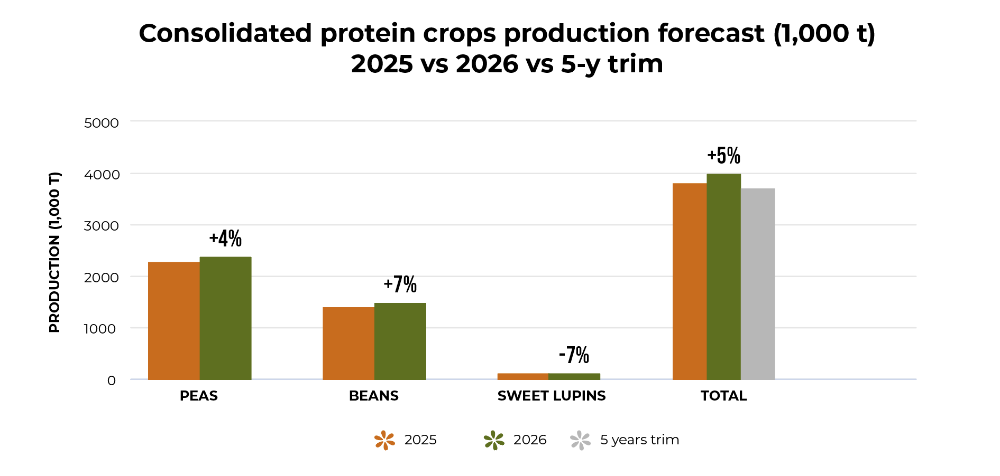 Consolidated protein crops production forecast (1,000 t)
2025 vs 2026 vs 5-y trim
PRODUCTION (1,000 T)
5000
4000
3000
2000
1000
0
+4%
+7%
-7%
+5%
PEAS
BEANS
SWEET LUPINS
TOTAL
2025
2026
5 years trim